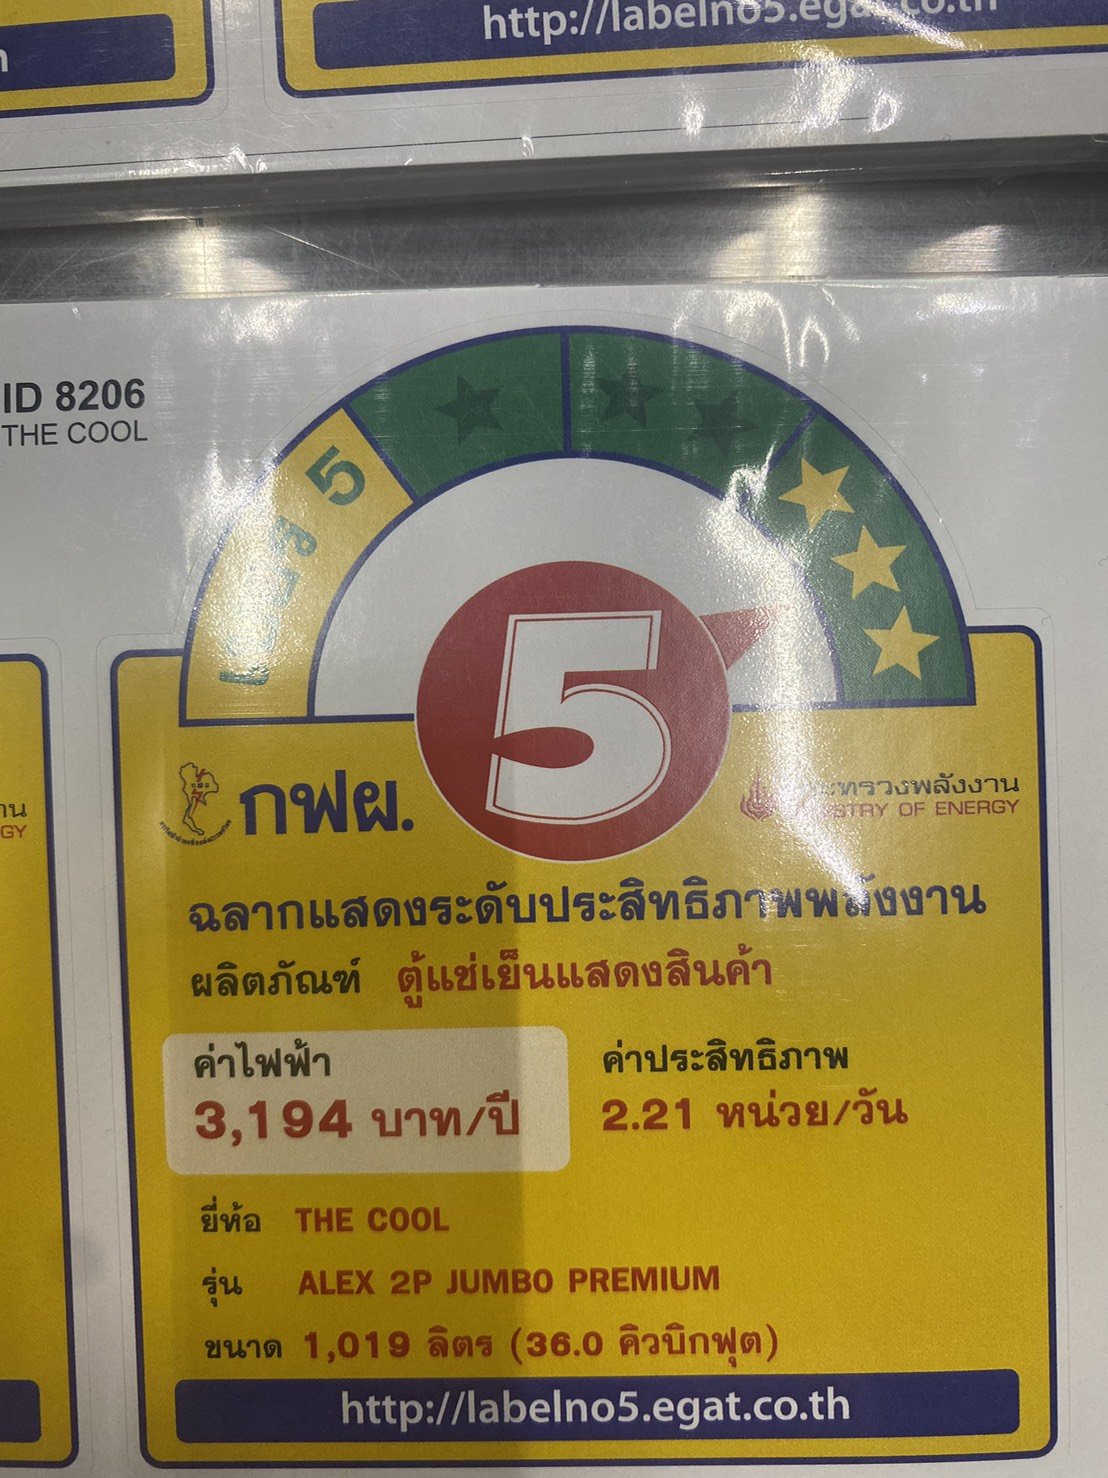 http://labelno5.egat.co.th
ID 8206
THE COOL
5
5
กฟผ.
กระทรวงพลังงาน
MINISTRY OF ENERGY
ฉลากแสดงระดับประสิทธิภาพพลังงาน
ผลิตภัณฑ์ ตู้แช่เย็นแสดงสินค้า
ค่าไฟฟ้า
3,194 บาท/ปี
ค่าประสิทธิภาพ
2.21 หน่วย/วัน
ยี่ห้อ THE COOL
รุ่น ALEX 2P JUMBO PREMIUM
ขนาด 1,019 ลิตร (36.0 คิวบิกฟุต)
http://labelno5.egat.co.th